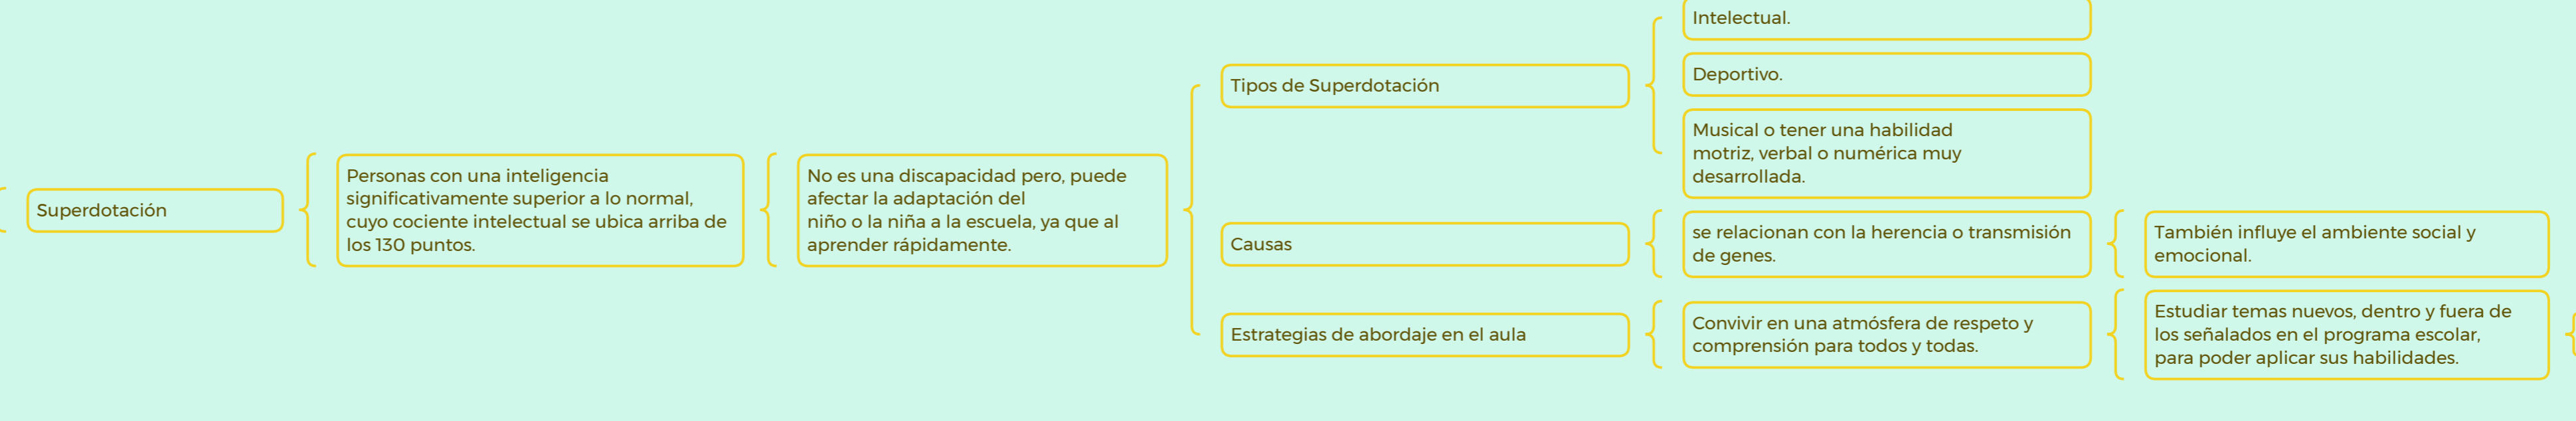 Superdotación
Personas con una inteligencia
significativamente superior a lo normal,
cuyo cociente intelectual se ubica arriba de
los 130 puntos.
No es una discapacidad pero, puede
afectar la adaptación del
niño o la niña a la escuela, ya que al
aprender rápidamente.
Tipos de Superdotación
Intelectual.
Deportivo.
Musical o tener una habilidad
motriz, verbal o numérica muy
desarrollada.
Causas
se relacionan con la herencia o transmisión
de genes.
También influye el ambiente social y
emocional.
Estrategias de abordaje en el aula
Convivir en una atmósfera de respeto y
comprensión para todos y todas.
Estudiar temas nuevos, dentro y fuera de
los señalados en el programa escolar,
para poder aplicar sus habilidades.